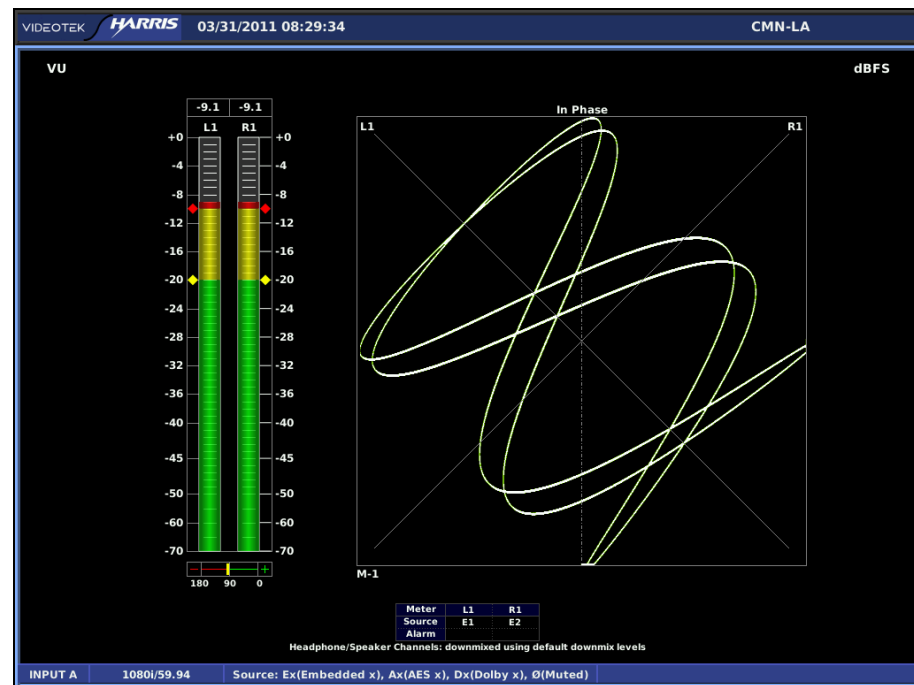 VIDEOTEK HARRIS 03/31/2011 08:29:34 CMN-LA
VU dBFS
-9.1 -9.1
In Phase
L1 R1 L1 R1
+0 +0
-4 -4
-8 -8
-12 -12
-16 -16
-20 -20
-24 -24
-28 -28
-32 -32
-36 -36
-40 -40
-45 -45
-50 -50
-60 -60
-70 -70
- +
180 90 0
M-1
Meter L1 R1
Source E1 E2
Alarm
Headphone/Speaker Channels: downmixed using default downmix levels
INPUT A 1080i/59.94 Source: Ex(Embedded x), Ax(AES x), Dx(Dolby x), Ø(Muted)